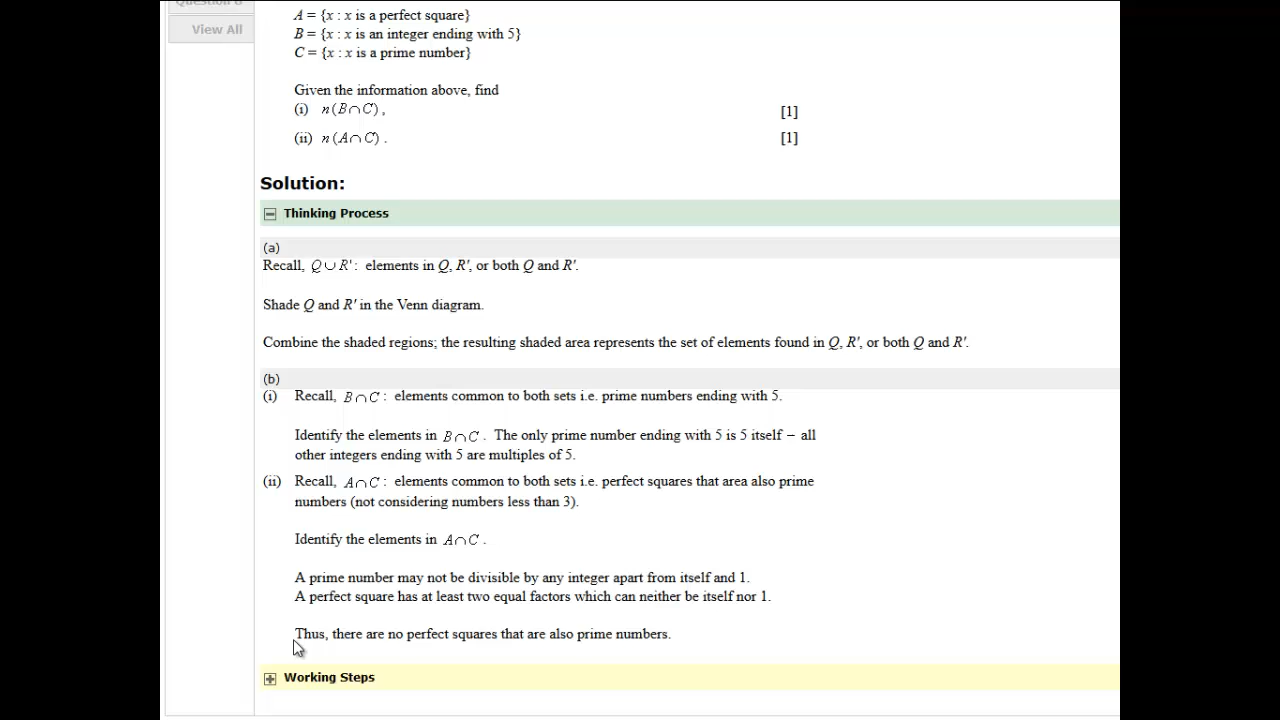 View All
A = {x : x is a perfect square}
B = {x : x is an integer ending with 5}
C = {x : x is a prime number}
Given the information above, find
(i) n(B∩C), [1]
(ii) n(A∩C). [1]
Solution:
Thinking Process
(a)
Recall, Q∪R': elements in Q, R', or both Q and R'.
Shade Q and R' in the Venn diagram.
Combine the shaded regions; the resulting shaded area represents the set of elements found in Q, R', or both Q and R'.
(b)
(i) Recall, B∩C: elements common to both sets i.e. prime numbers ending with 5.
Identify the elements in B∩C. The only prime number ending with 5 is 5 itself − all
other integers ending with 5 are multiples of 5.
(ii) Recall, A∩C: elements common to both sets i.e. perfect squares that area also prime
numbers (not considering numbers less than 3).
Identify the elements in A∩C.
A prime number may not be divisible by any integer apart from itself and 1.
A perfect square has at least two equal factors which can neither be itself nor 1.
Thus, there are no perfect squares that are also prime numbers.
Working Steps